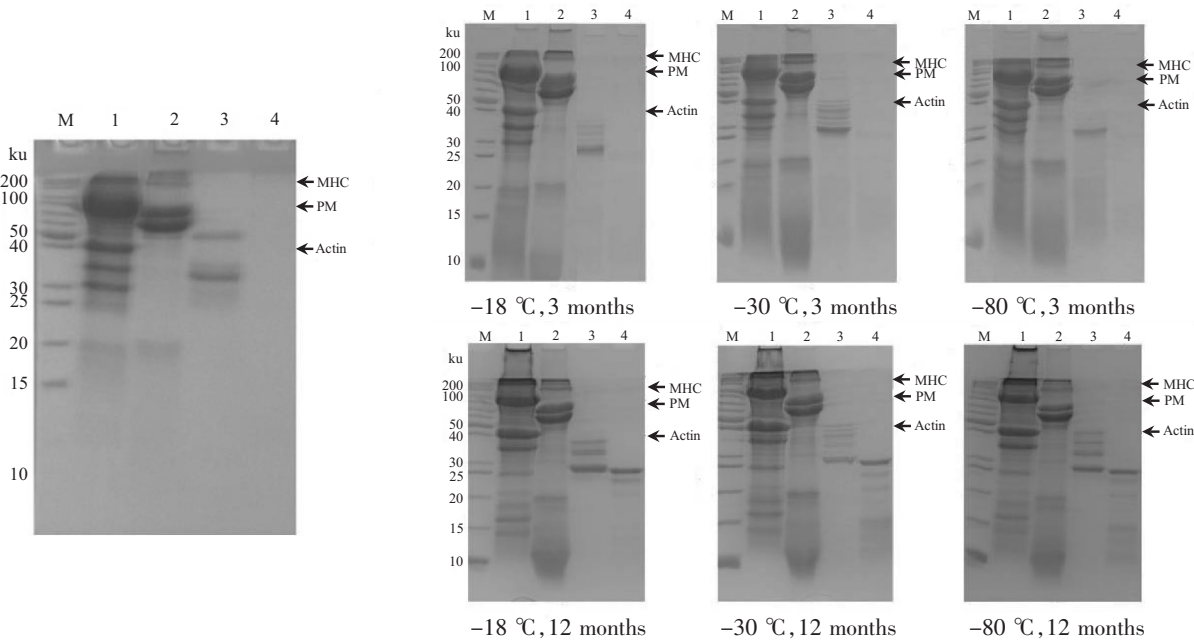 M 1 2 3 4
ku
200
100
50
40
30
25
20
15
10
MHC
PM
Actin
M 1 2 3 4
ku
200
100
50
40
30
25
20
15
10
MHC
PM
Actin
–18 ℃,3 months
M 1 2 3 4
MHC
PM
Actin
–30 ℃,3 months
M 1 2 3 4
MHC
PM
Actin
–80 ℃,3 months
M 1 2 3 4
ku
200
100
50
40
30
25
20
15
10
MHC
PM
Actin
–18 ℃,12 months
M 1 2 3 4
MHC
PM
Actin
–30 ℃,12 months
M 1 2 3 4
MHC
PM
Actin
–80 ℃,12 months